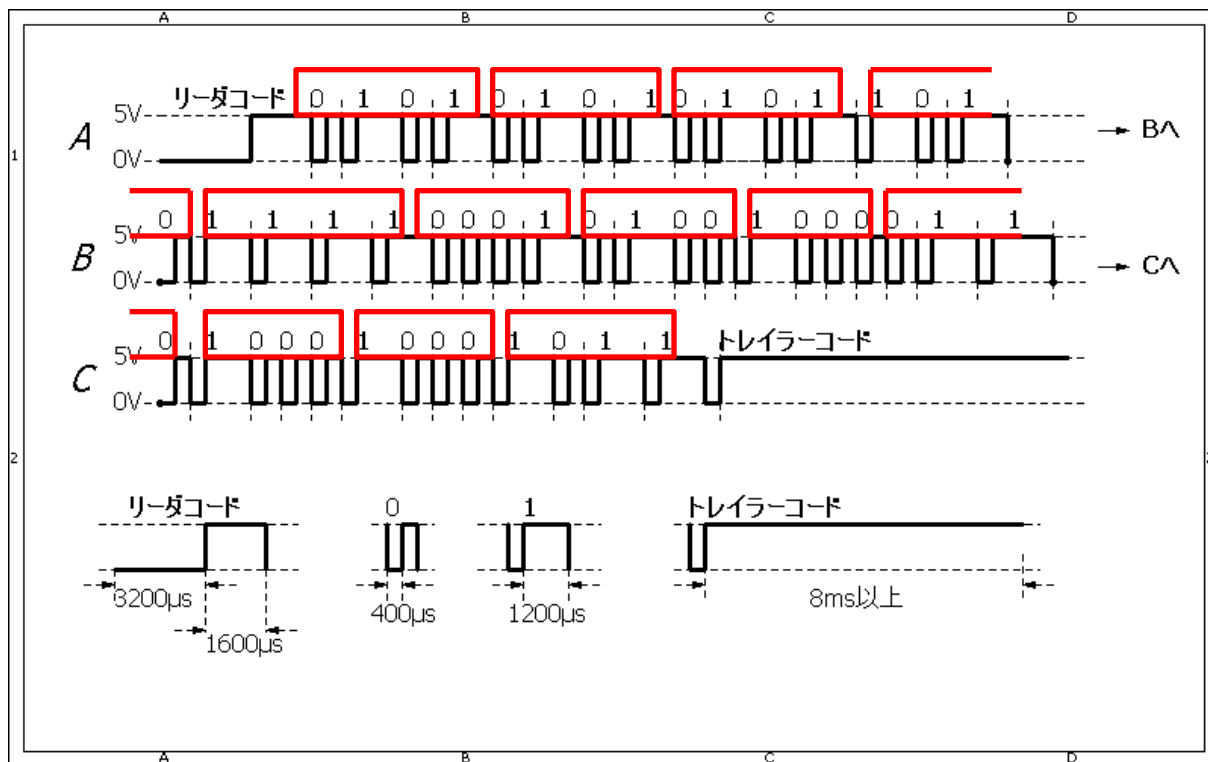 A B C D
リーダコード 0 1 0 1 0 1 0 1 0 1 0 1 1 0 1
5V
A
0V
→ Bへ
1
0 1 1 1 1 0 0 0 1 0 1 0 0 1 0 0 0 0 1 1
5V
B
0V
→ Cへ
0 1 0 0 0 1 0 0 0 1 0 1 1 トレイラーコード
5V
C
0V
2
リーダコード 0 1 トレイラーコード
3200μs 400μs 1200μs 8ms以上
1600μs
A B C D